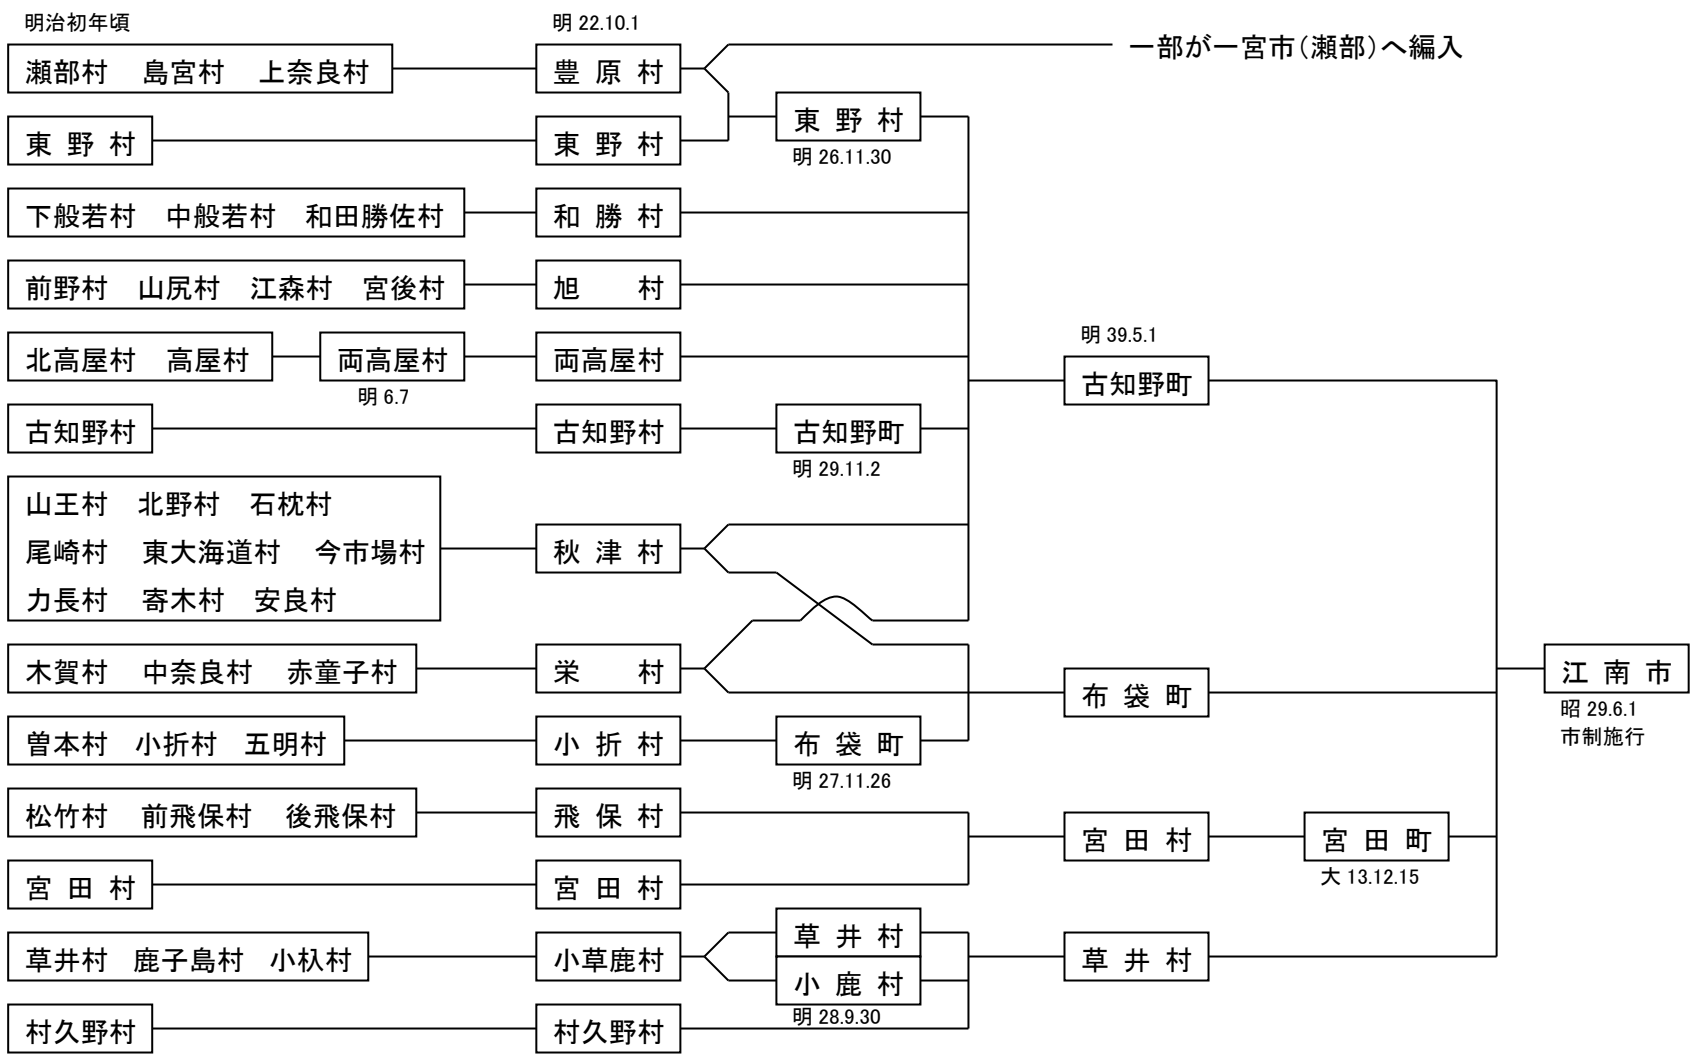 明治初年頃
明 22.10.1
瀬部村 島宮村 上奈良村
豊原村
一部が一宮市(瀬部)へ編入
東野村
東野村
東野村
明 26.11.30
下般若村 中般若村 和田勝佐村
和勝村
前野村 山尻村 江森村 宮後村
旭村
北高屋村 高屋村
両高屋村
明 6.7
両高屋村
明 39.5.1
古知野町
古知野村
古知野村
古知野町
明 29.11.2
山王村 北野村 石枕村
尾崎村 東大海道村 今市場村
力長村 寄木村 安良村
秋津村
木賀村 中奈良村 赤童子村
栄村
布袋町
江南市
昭 29.6.1
市制施行
曽本村 小折村 五明村
小折村
布袋町
明 27.11.26
松竹村 前飛保村 後飛保村
飛保村
宮田村
宮田町
大 13.12.15
宮田村
宮田村
草井村 鹿子島村 小杁村
小草鹿村
草井村
小鹿村
明 28.9.30
草井村
村久野村
村久野村